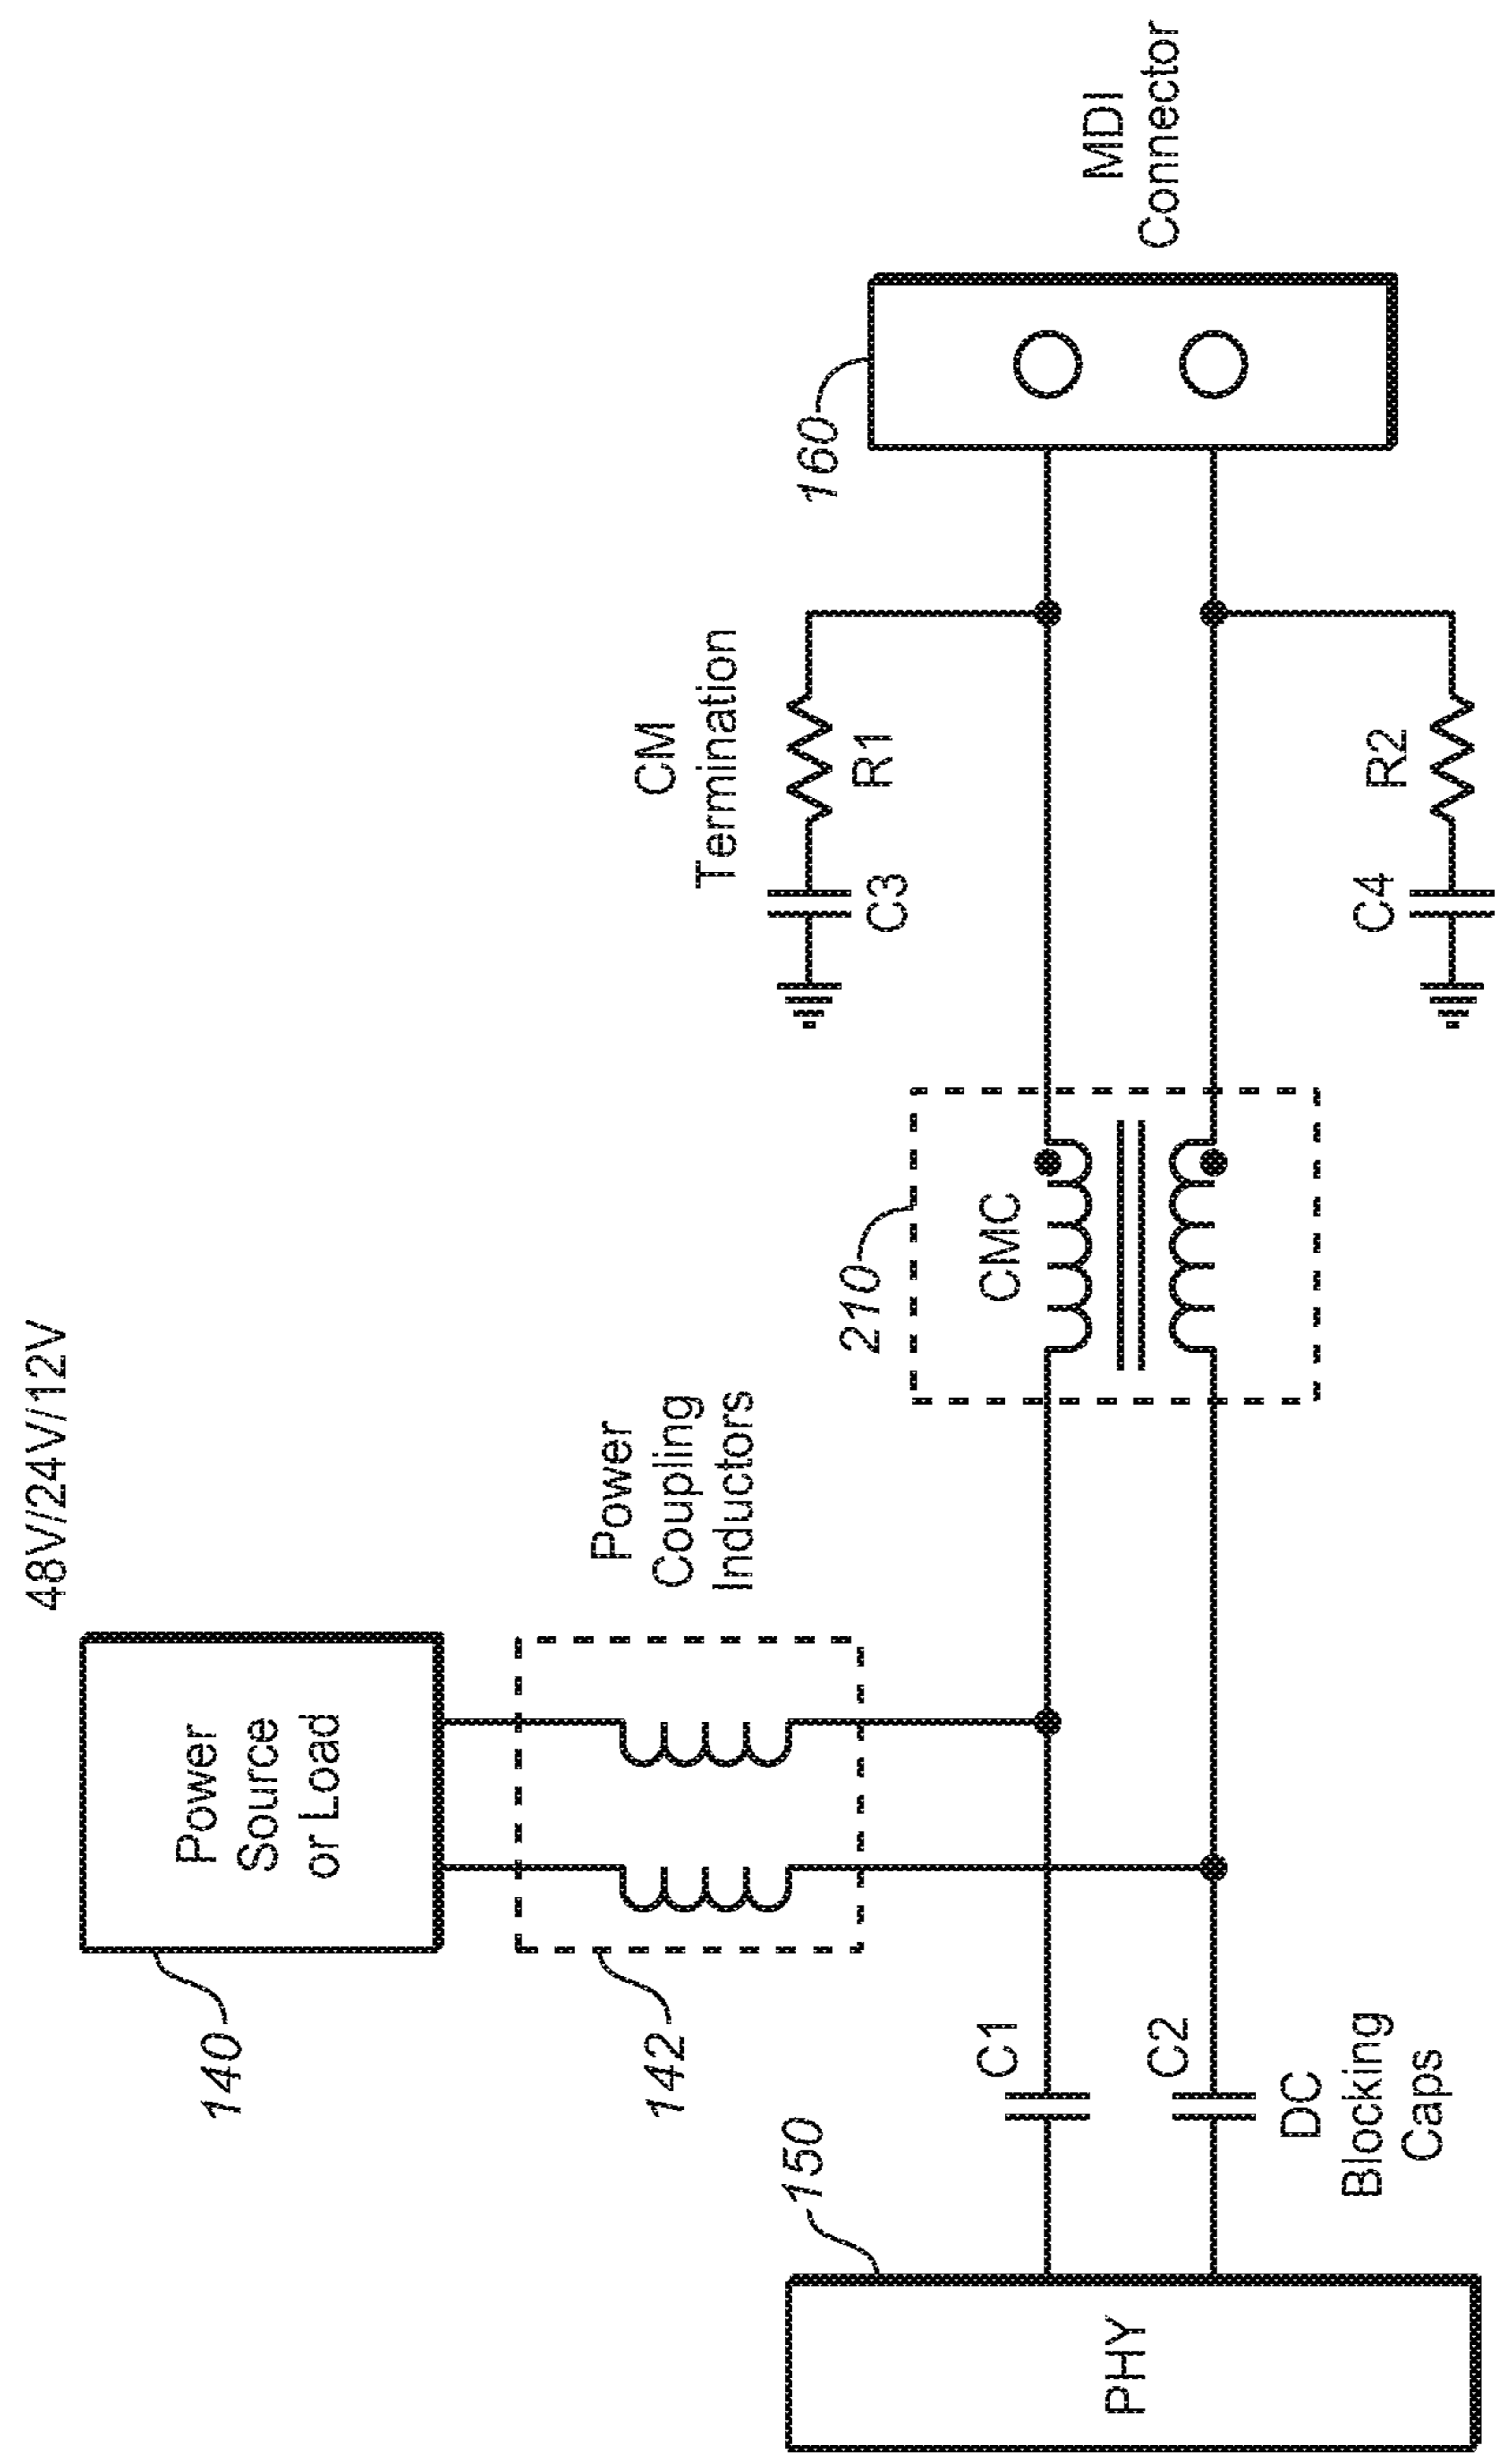 48V/24V/12V
Power
Source
or Load
140
Power
Coupling
Inductors
142
CM
Termination
R1
C3
160
MDI
Connector
210
CMC
150
PHY
C1
C2
DC
Blocking
Caps
R2
C4